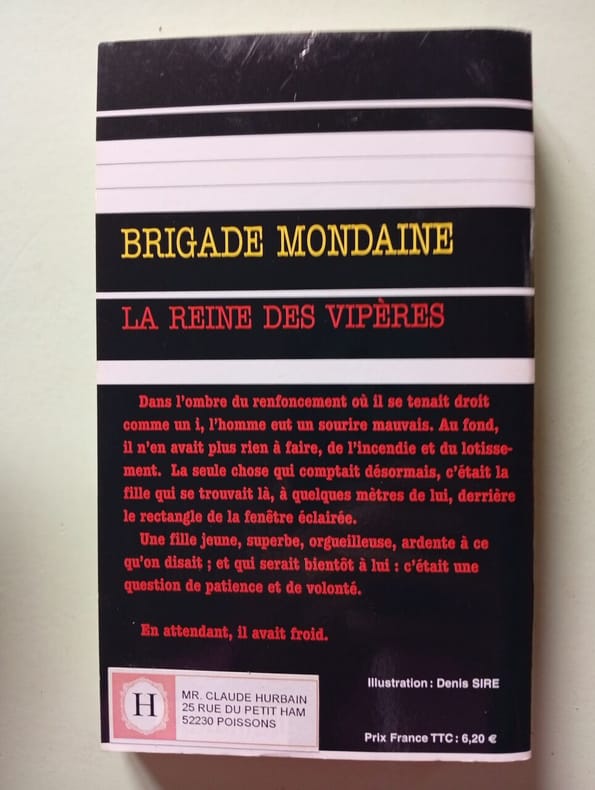 BRIGADE MONDAINE
LA REINE DES VIPÈRES
Dans l'ombre du renfoncement où il se tenait droit
comme un i, l'homme eut un sourire mauvais. Au fond,
il n'en avait plus rien à faire, de l'incendie et du lotisse-
ment. La seule chose qui comptait désormais, c'était la
fille qui se trouvait là, à quelques mètres de lui, derrière
le rectangle de la fenêtre éclairée.
Une fille jeune, superbe, orgueilleuse, ardente à ce
qu'on disait ; et qui serait bientôt à lui : c'était une
question de patience et de volonté.
En attendant, il avait froid.
Illustration : Denis SIRE
H
MR. CLAUDE HURBAIN
25 RUE DU PETIT HAM
52230 POISSONS
Prix France TTC : 6,20 €